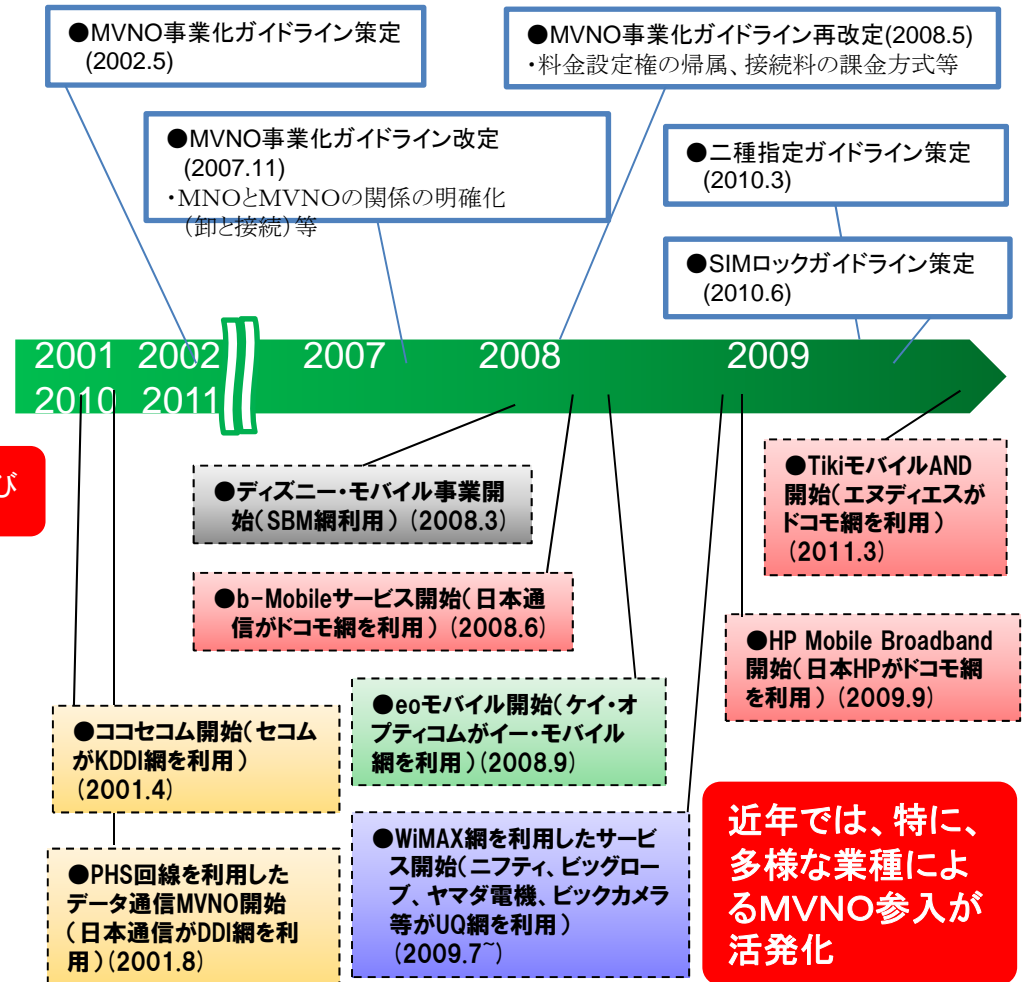 ●MVNO事業化ガイドライン策定
(2002.5)
●MVNO事業化ガイドライン再改定(2008.5)
・料金設定権の帰属、接続料の課金方式等
●MVNO事業化ガイドライン改定
(2007.11)
・MNOとMVNOの関係の明確化
（卸と接続）等
●二種指定ガイドライン策定
(2010.3)
●SIMロックガイドライン策定
(2010.6)
2001 2002 2007 2008 2009
2010 2011
び
●ディズニー・モバイル事業開
始（SBM網利用）（2008.3）
●TikiモバイルAND
開始（エヌディエスが
ドコモ網を利用）
（2011.3）
●b-Mobileサービス開始（日本通
信がドコモ網を利用）（2008.6）
●HP Mobile Broadband
開始（日本HPがドコモ網
を利用）（2009.9）
●ココセコム開始（セコム
がKDDI網を利用）
（2001.4）
●eoモバイル開始（ケイ・オ
プティコムがイー・モバイル
網を利用）（2008.9）
●PHS回線を利用した
データ通信MVNO開始
（日本通信がDDI網を利
用）（2001.8）
●WiMAX網を利用したサービ
ス開始（ニフティ、ビッグロー
ブ、ヤマダ電機、ビックカメラ
等がUQ網を利用）
（2009.7~）
近年では、特に、
多様な業種によ
るMVNO参入が
活発化